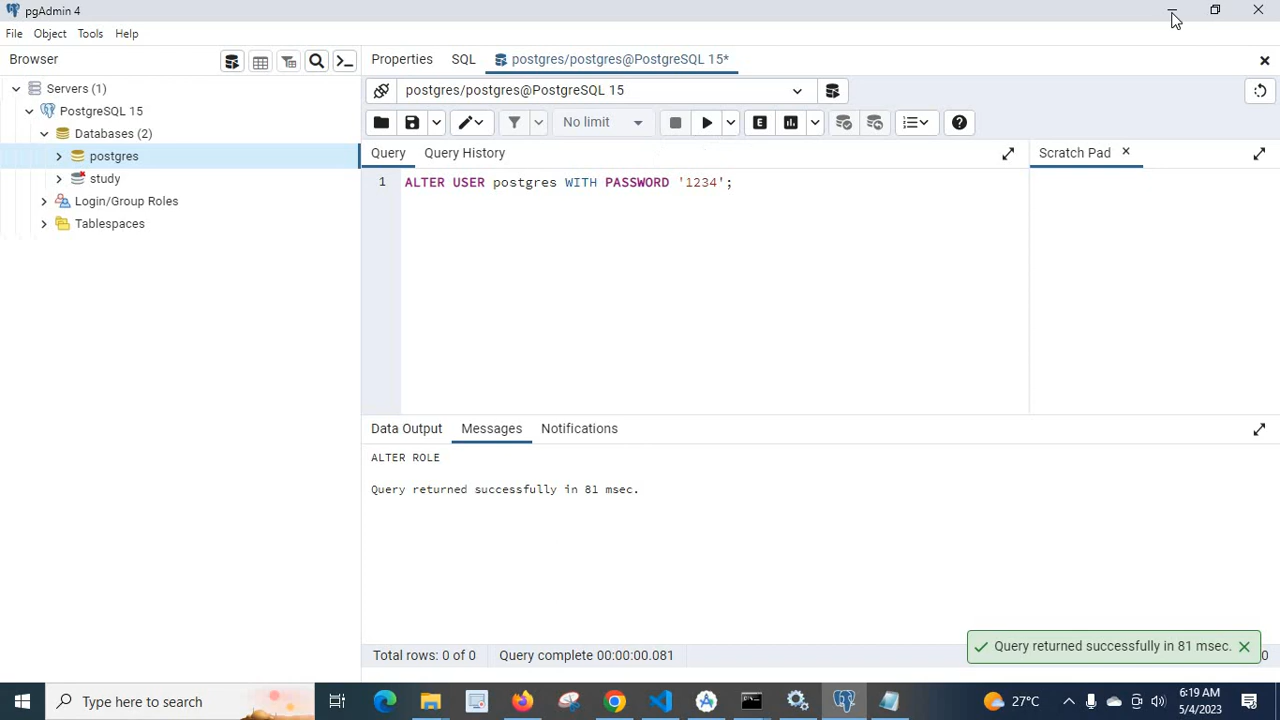 pgAdmin 4
File Object Tools Help
Browser
Properties SQL postgres/postgres@PostgreSQL 15*
Servers (1)
postgres/postgres@PostgreSQL 15
PostgreSQL 15
No limit
Databases (2)
postgres
study
Login/Group Roles
Tablespaces
Query Query History
Scratch Pad
1 ALTER USER postgres WITH PASSWORD '1234';
Data Output Messages Notifications
ALTER ROLE
Query returned successfully in 81 msec.
Total rows: 0 of 0 Query complete 00:00:00.081
Query returned successfully in 81 msec.
Type here to search
27°C
6:19 AM
5/4/2023